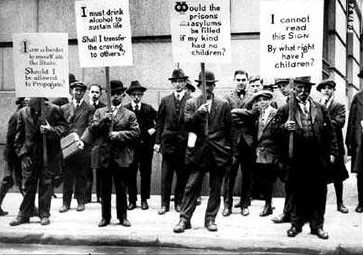 I am a burden
to myself and
the State.
Should I
be allowed
to Propagate?
I must drink
alcohol to
sustain life
Shall I transfer
the craving
to others?
Would
the prisons
asylums
be filled
if my kind
had no
children?
I cannot
read
this Sign
By what right
have I
children?